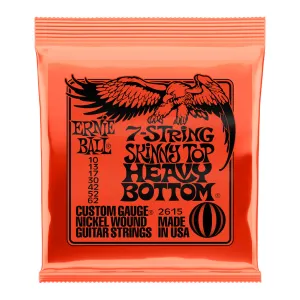 ERNIE
BALL®
7-STRING
SKINNY TOP
HEAVY
BOTTOM®
10
13
17
30
42
52
62
CUSTOM GAUGE® 2615
NICKEL WOUND MADE
GUITAR STRINGS IN USA